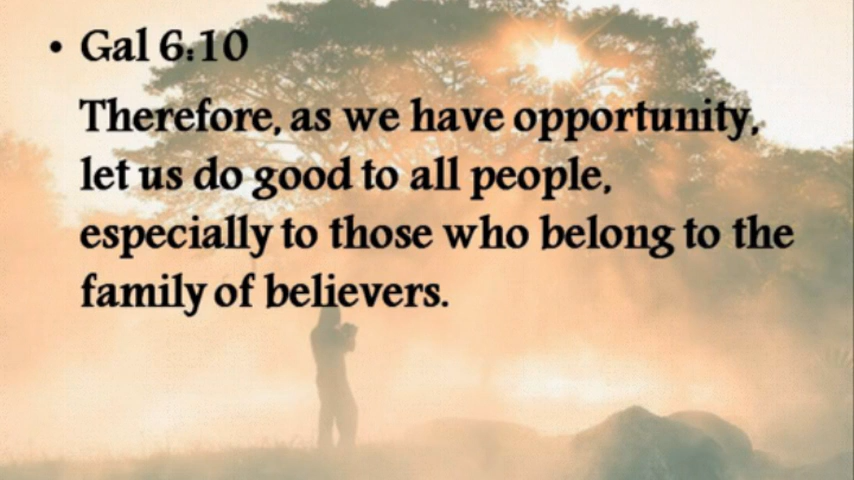 • Gal 6:10
Therefore, as we have opportunity,
let us do good to all people,
especially to those who belong to the
family of believers.